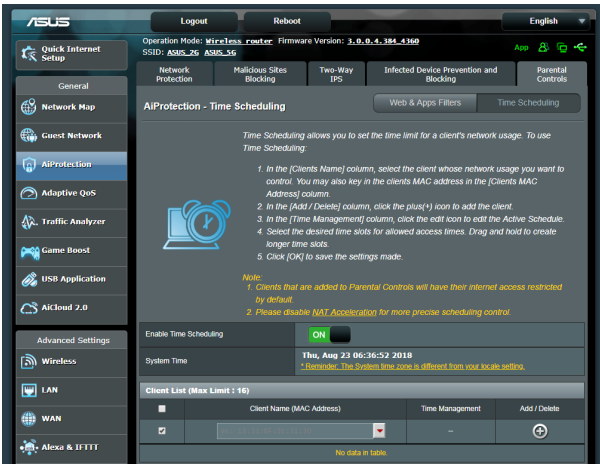 ASUS
Logout
Reboot
English
Operation Mode: Wireless router Firmware Version: 3.0.0.4.384_4360
SSID: ASUS_2G ASUS_5G
App
Quick Internet
Setup
General
Network Map
Guest Network
AiProtection
Adaptive QoS
Traffic Analyzer
Game Boost
USB Application
AiCloud 2.0
Advanced Settings
Wireless
LAN
WAN
Alexa & IFTTT
Network
Protection
Malicious Sites
Blocking
Two-Way
IPS
Infected Device Prevention and
Blocking
Parental
Controls
AiProtection - Time Scheduling
Web & Apps Filters
Time Scheduling
Time Scheduling allows you to set the time limit for a client's network usage. To use
Time Scheduling:
1. In the [Clients Name] column, select the client whose network usage you want to
control. You may also key in the clients MAC address in the [Clients MAC
Address] column.
2. In the [Add / Delete] column, click the plus(+) icon to add the client.
3. In the [Time Management] column, click the edit icon to edit the Active Schedule.
4. Select the desired time slots for allowed access times. Drag and hold to create
longer time slots.
5. Click [OK] to save the settings made.
Note:
1. Clients that are added to Parental Controls will have their internet access restricted
by default.
2. Please disable NAT Acceleration for more precise scheduling control.
Enable Time Scheduling
ON
System Time
Thu, Aug 23 06:36:52 2018
* Reminder: The System time zone is different from your locale setting.
Client List (Max Limit : 16)
Client Name (MAC Address)
Time Management
Add / Delete
–
No data in table.